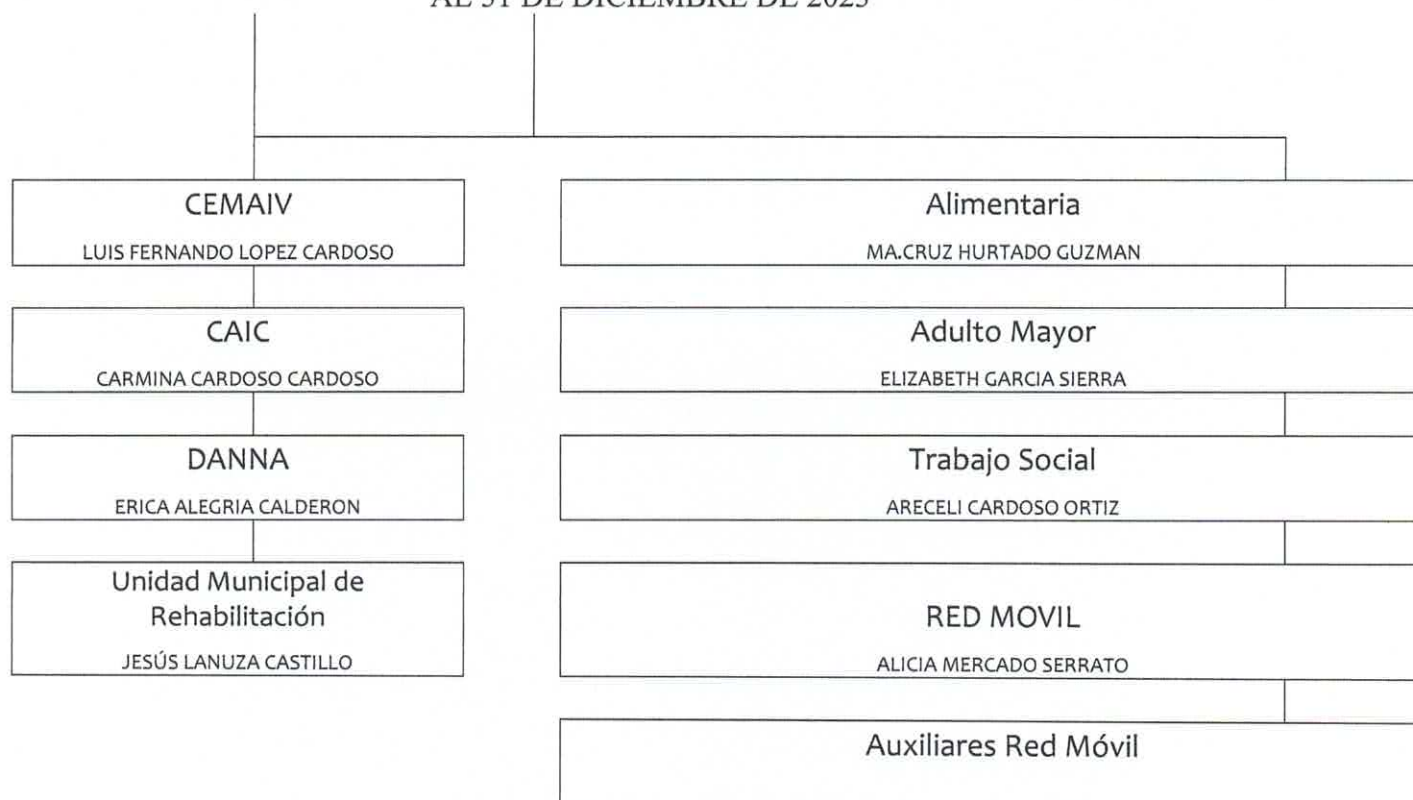 AL 31 DE DICIEMBRE DE 2023
CEMAIV
LUIS FERNANDO LOPEZ CARDOSO
CAIC
CARMINA CARDOSO CARDOSO
DANNA
ERICA ALEGRIA CALDERON
Unidad Municipal de
Rehabilitación
JESÚS LANUZA CASTILLO
Alimentaria
MA.CRUZ HURTADO GUZMAN
Adulto Mayor
ELIZABETH GARCIA SIERRA
Trabajo Social
ARECELI CARDOSO ORTIZ
RED MOVIL
ALICIA MERCADO SERRATO
Auxiliares Red Móvil